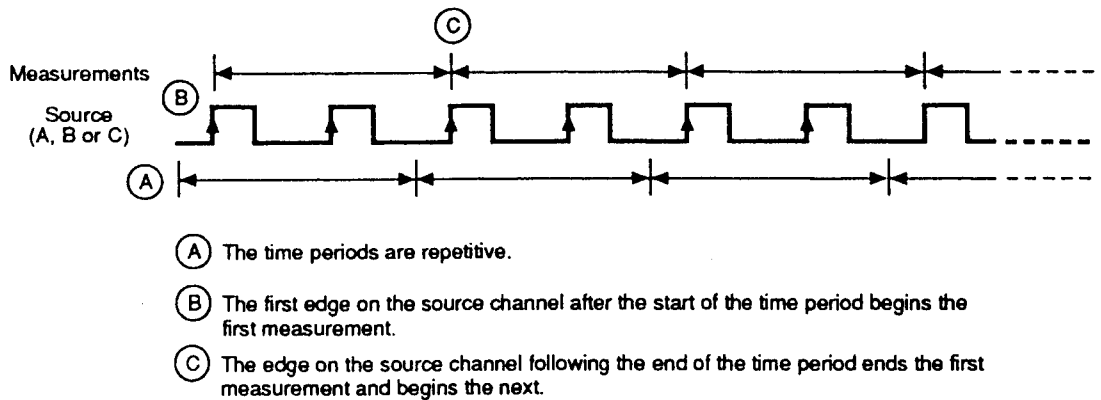 C
Measurements
B
Source
(A, B or C)
A
A The time periods are repetitive.
B The first edge on the source channel after the start of the time period begins the
first measurement.
C The edge on the source channel following the end of the time period ends the first
measurement and begins the next.